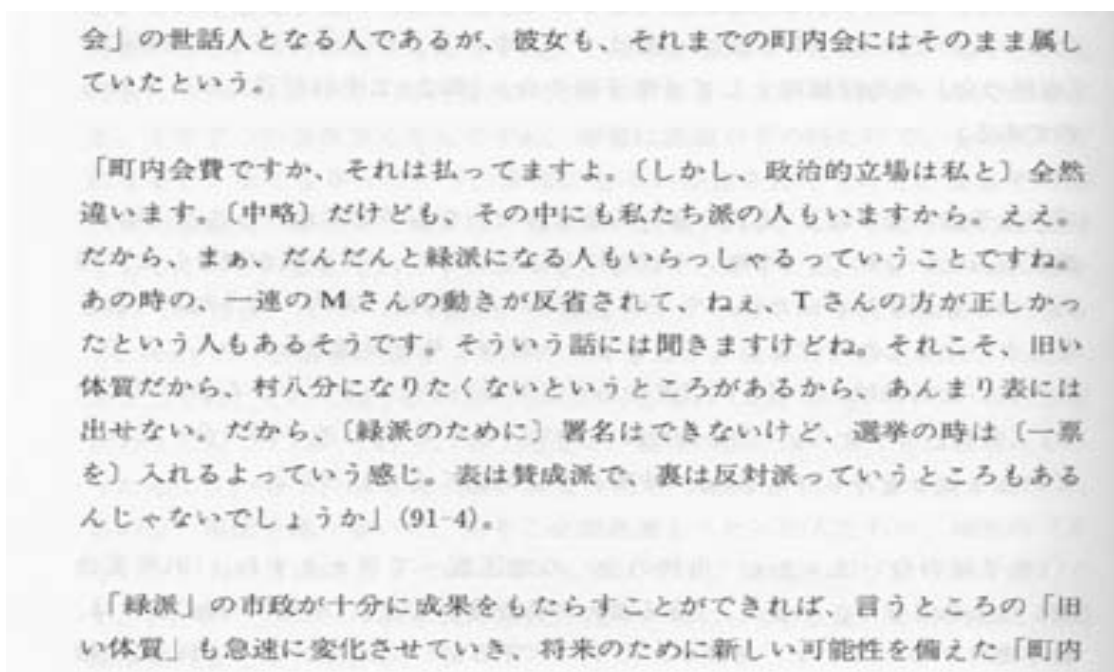 会」の世話人となる人であるが、彼女も、それまでの町内会にはそのまま属し
ていたという。
「町内会費ですか、それは払ってますよ。〔しかし、政治的立場は私と〕全然
違います。〔中略〕だけども、その中にも私たち派の人もいますから。ええ。
だから、まぁ、だんだんと緑派になる人もいらっしゃるっていうことですね。
あの時の、一連のMさんの動きが反省されて、ねぇ、Tさんの方が正しかっ
たという人もあるそうです。そういう話には聞きますけどね。それこそ、旧い
体質だから、村八分になりたくないというところがあるから、あんまり表には
出せない。だから、〔緑派のために〕署名はできないけど、選挙の時は〔一票
を〕入れるよっていう感じ。表は賛成派で、裏は反対派っていうところもある
んじゃないでしょうか」(91-4)。
「緑派」の市政が十分に成果をもたらすことができれば、言うところの「旧
い体質」も急速に変化させていき、将来のために新しい可能性を備えた「町内